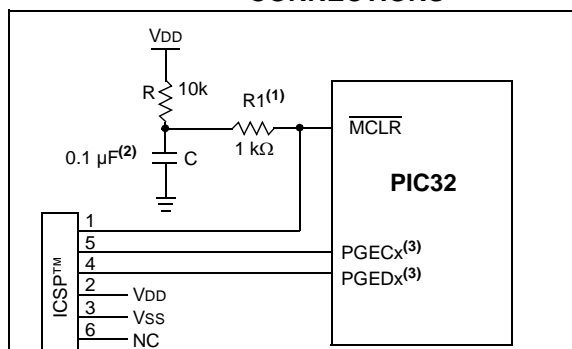 CONNECTIONS
VDD
R 10k
R1(1)
1 kΩ
0.1 µF(2) C
MCLR
PIC32
PGECx(3)
PGEDx(3)
ICSP™
1
5
4
2 VDD
3 VSS
6 NC